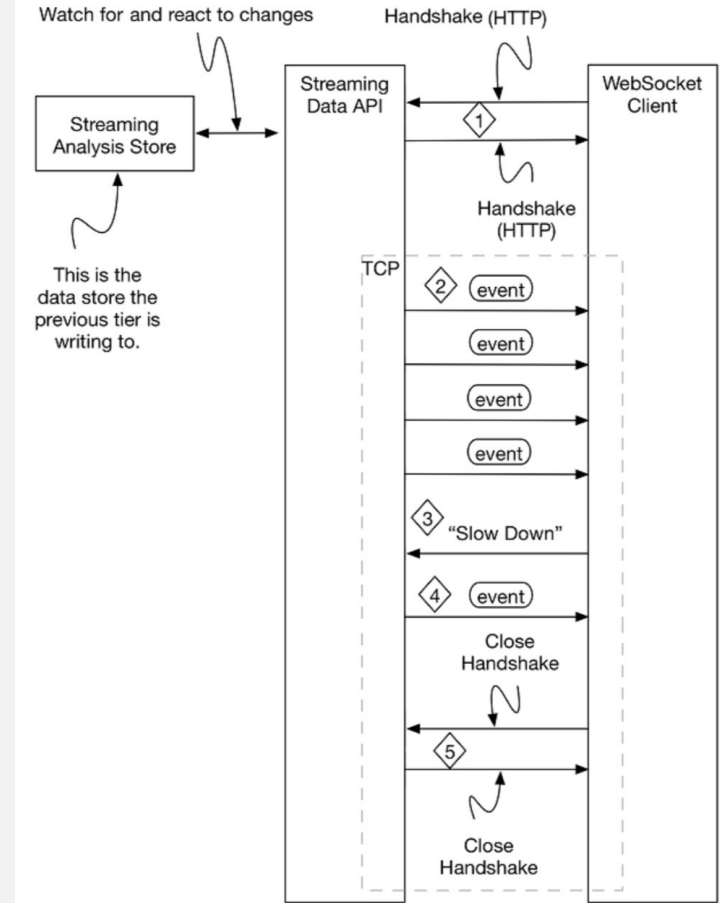 Watch for and react to changes
Handshake (HTTP)
Streaming
Data API
WebSocket
Client
Streaming
Analysis Store
1
Handshake
(HTTP)
This is the
data store the
previous tier is
writing to.
TCP
2 event
event
event
event
3
“Slow Down”
4 event
Close
Handshake
5
Close
Handshake